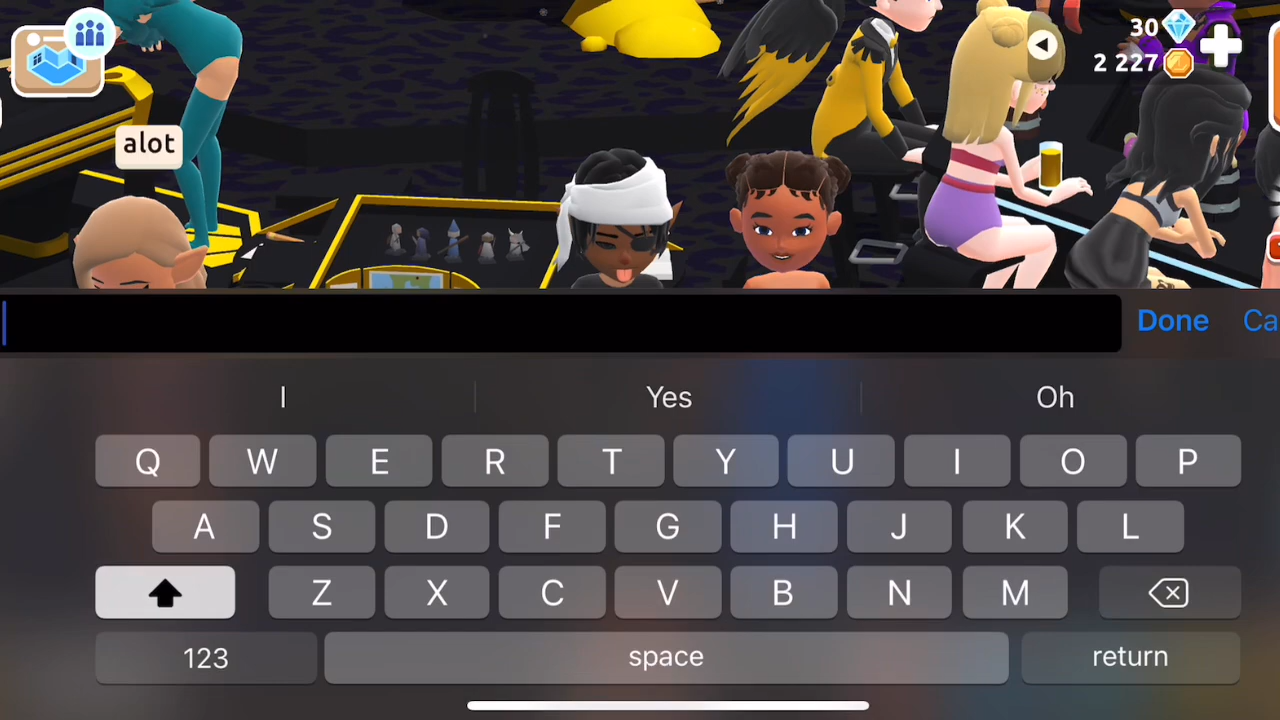 30
2 227
alot
Done Ca
I Yes Oh
Q W E R T Y U I O P
A S D F G H J K L
Z X C V B N M
123 space return